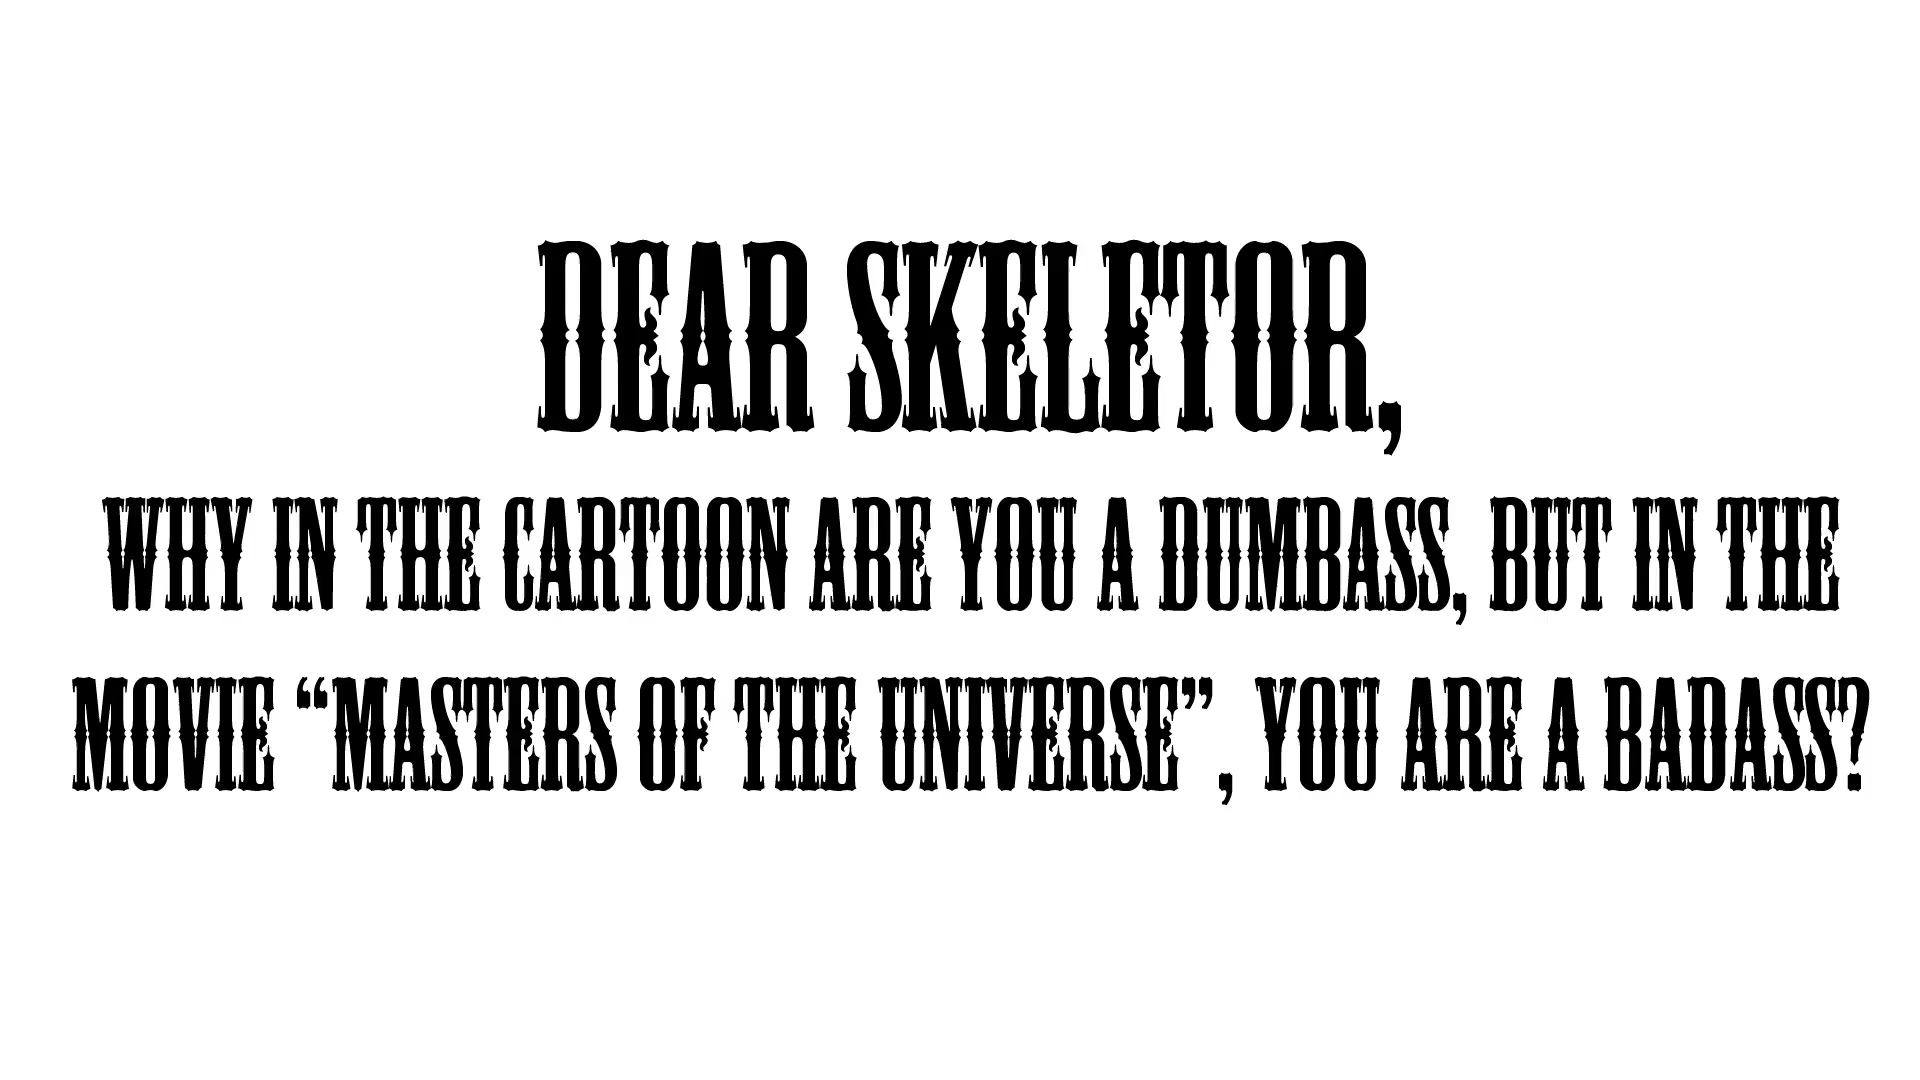 DEAR SKELETOR,
WHY IN THE CARTOON ARE YOU A DUMBASS, BUT IN THE
MOVIE “MASTERS OF THE UNIVERSE”, YOU ARE A BADASS?